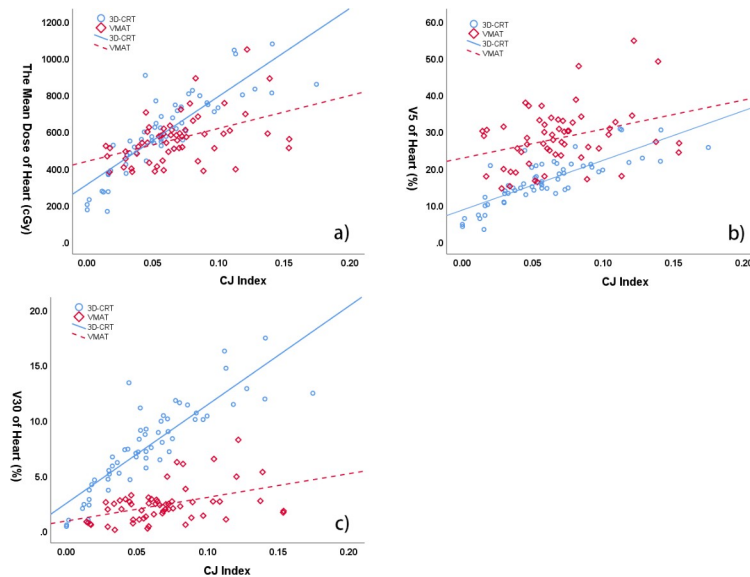 1200.0
1000.0
800.0
600.0
400.0
200.0
.0
The Mean Dose of Heart (cGy)
3D-CRT
VMAT
3D-CRT
VMAT
0.00 0.05 0.10 0.15 0.20
CJ Index
a)
60.0
50.0
40.0
30.0
20.0
10.0
.0
V5 of Heart (%)
3D-CRT
VMAT
3D-CRT
VMAT
0.00 0.05 0.10 0.15 0.20
CJ Index
b)
20.0
15.0
10.0
5.0
.0
V30 of Heart (%)
3D-CRT
VMAT
3D-CRT
VMAT
0.00 0.05 0.10 0.15 0.20
CJ Index
c)